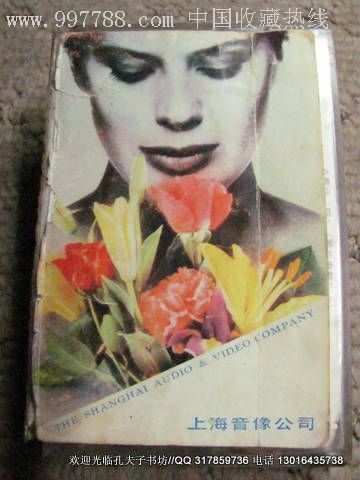 www.997788.com 中国收藏热线
THE SHANGHAI AUDIO & VIDEO COMPANY
上海音像公司
欢迎光临孔夫子书坊//QQ 317859736 电话 13016435738